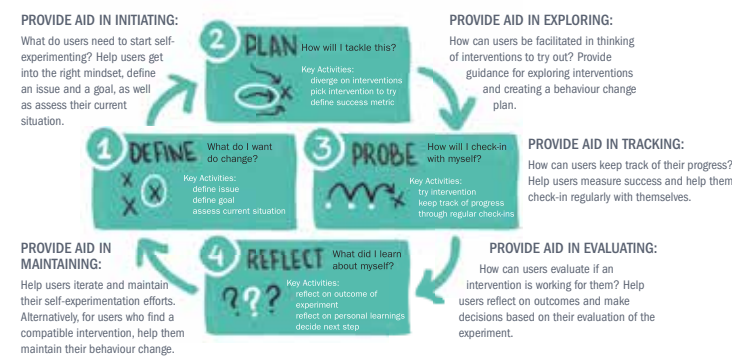 PROVIDE AID IN INITIATING:
What do users need to start self-
experimenting? Help users get
into the right mindset, define
an issue and a goal, as well
as assess their current
situation.
2 PLAN How will I tackle this?
Key Activities:
diverge on interventions
pick intervention to try
define success metric
PROVIDE AID IN EXPLORING:
How can users be facilitated in thinking
of interventions to try out? Provide
guidance for exploring interventions
and creating a behaviour change
plan.
1 DEFINE What do I want
do change?
Key Activities:
define issue
define goal
assess current situation
3 PROBE How will I check-in
with myself?
Key Activities:
try intervention
keep track of progress
through regular check-ins
PROVIDE AID IN TRACKING:
How can users keep track of their progress?
Help users measure success and help them
check-in regularly with themselves.
PROVIDE AID IN
MAINTAINING:
Help users iterate and maintain
their self-experimentation efforts.
Alternatively, for users who find a
compatible intervention, help them
maintain their behaviour change.
4 REFLECT What did I learn
about myself?
???
Key Activities:
reflect on outcome of
experiment
reflect on personal learnings
decide next step
PROVIDE AID IN EVALUATING:
How can users evaluate if an
intervention is working for them? Help
users reflect on outcomes and make
decisions based on their evaluation of the
experiment.